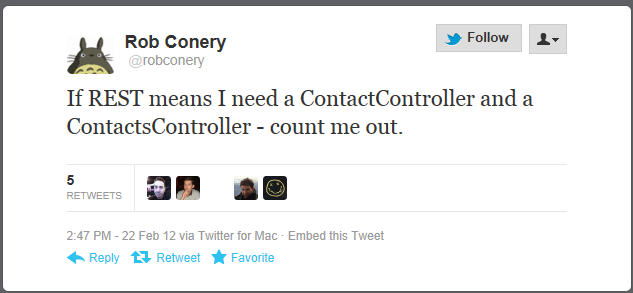 Rob Conery
@robconery
Follow
If REST means I need a ContactController and a
ContactsController - count me out.
5
RETWEETS
2:47 PM - 22 Feb 12 via Twitter for Mac · Embed this Tweet
Reply Retweet Favorite